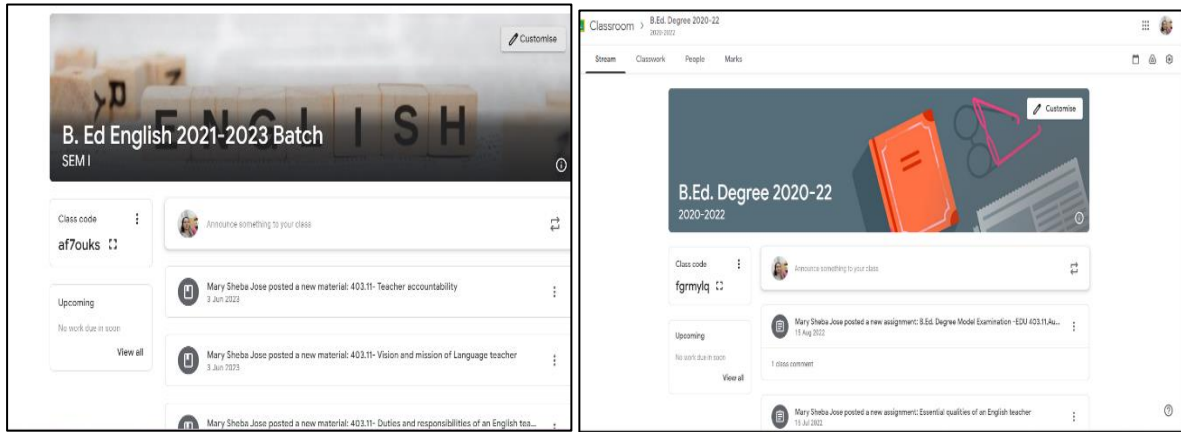 Customise
ENGLISH
B. Ed English 2021-2023 Batch
SEM I
Class code
af7ouks
Announce something to your class
Upcoming
No work due in soon
View all
Mary Sheba Jose posted a new material: 403.11- Teacher accountability
3 Jun 2023
Mary Sheba Jose posted a new material: 403.11- Vision and mission of Language teacher
3 Jun 2023
Mary Sheba Jose posted a new material: 403.11- Duties and responsibilities of an English tea...
Classroom > B.Ed. Degree 2020-22
2020-2022
Stream Classwork People Marks
Customise
B.Ed. Degree 2020-22
2020-2022
Class code
fgrmylq
Announce something to your class
Upcoming
No work due in soon
View all
Mary Sheba Jose posted a new assignment: B.Ed. Degree Model Examination -EDU 403.11,Au...
15 Aug 2022
1 class comment
Mary Sheba Jose posted a new assignment: Essential qualities of an English teacher
15 Jul 2022